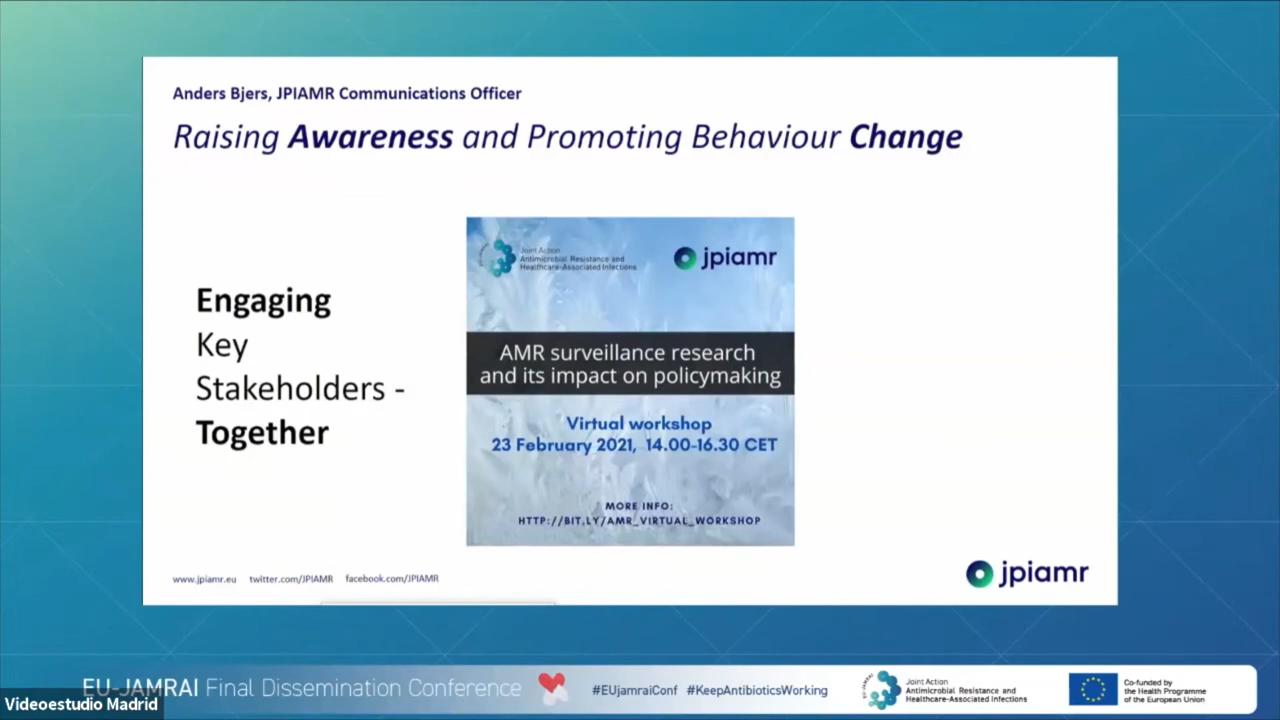 Anders Bjers, JPIAMR Communications Officer
Raising Awareness and Promoting Behaviour Change
Engaging
Key
Stakeholders -
Together
EU-JAMRAI
Joint Action
Antimicrobial Resistance and
Healthcare-Associated Infections
jpiamr
AMR surveillance research
and its impact on policymaking
Virtual workshop
23 February 2021, 14.00-16.30 CET
MORE INFO:
HTTP://BIT.LY/AMR_VIRTUAL_WORKSHOP
www.jpiamr.eu twitter.com/JPIAMR facebook.com/JPIAMR
jpiamr
EU-JAMRAI Final Dissemination Conference
#EUjamraiConf #KeepAntibioticsWorking
EU-JAMRAI
Joint Action
Antimicrobial Resistance and
Healthcare-Associated Infections
Co-funded by
the Health Programme
of the European Union
Videoestudio Madrid